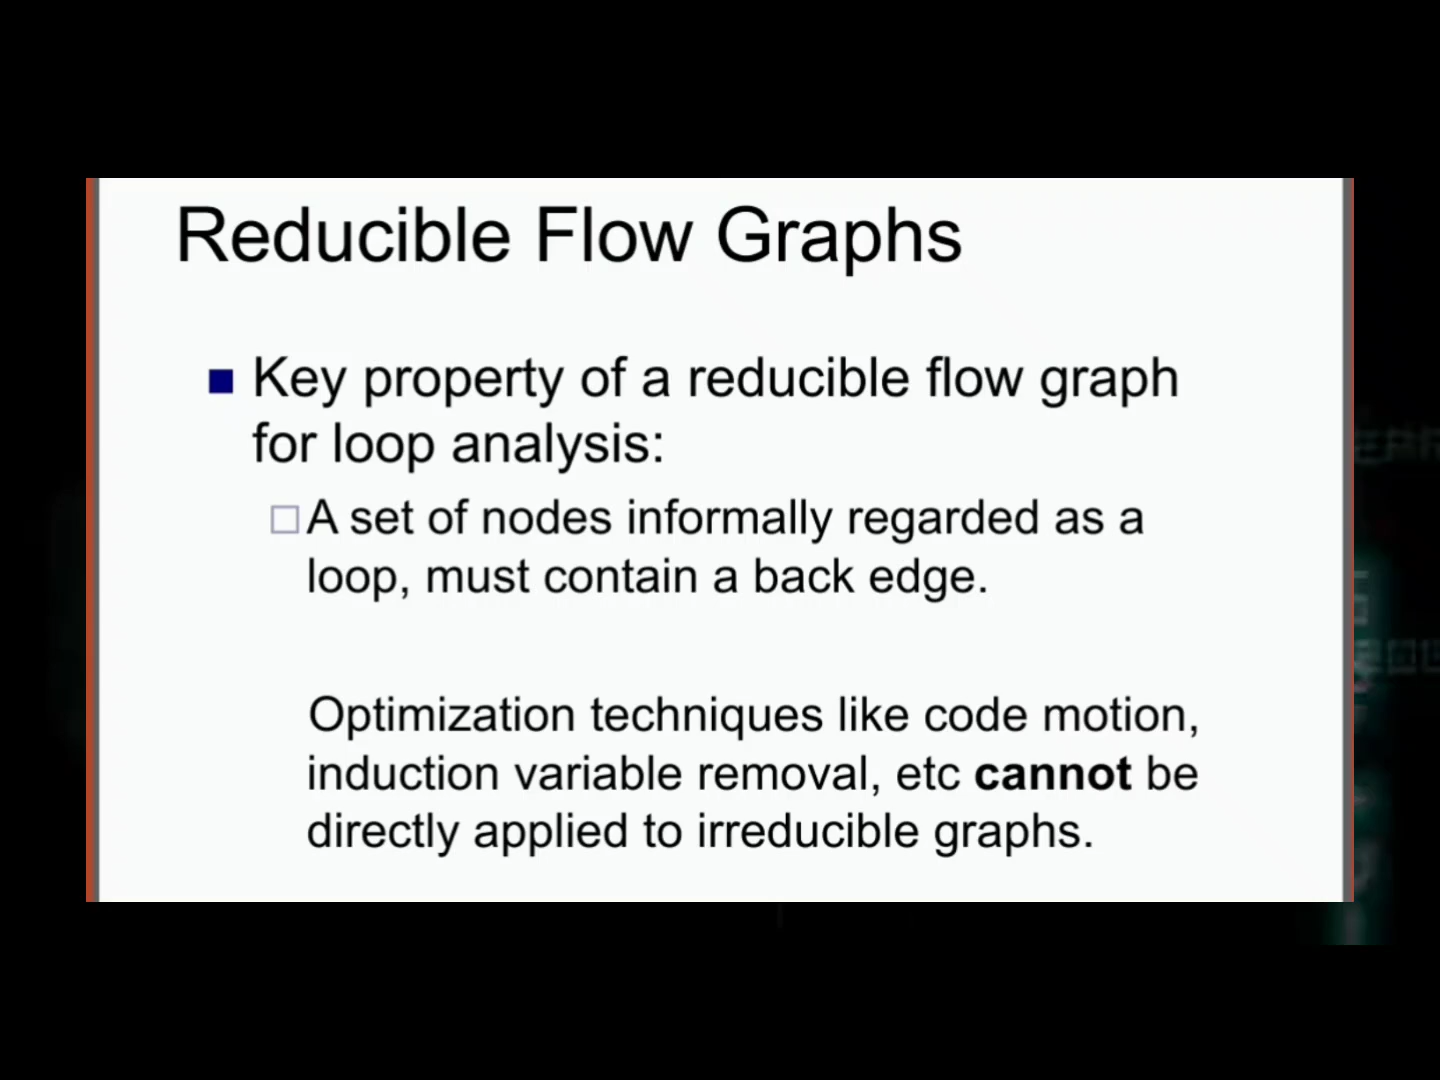 Reducible Flow Graphs
Key property of a reducible flow graph
for loop analysis:
A set of nodes informally regarded as a
loop, must contain a back edge.
Optimization techniques like code motion,
induction variable removal, etc cannot be
directly applied to irreducible graphs.